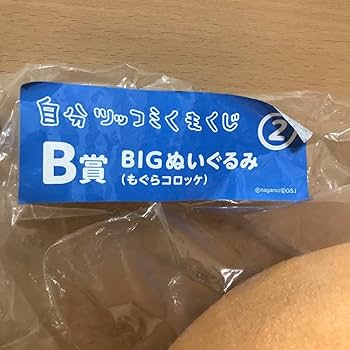 自分ツッコミくまくじ
②
B賞
BIGぬいぐるみ
(もぐらコロッケ)
©nagano/©GSJ